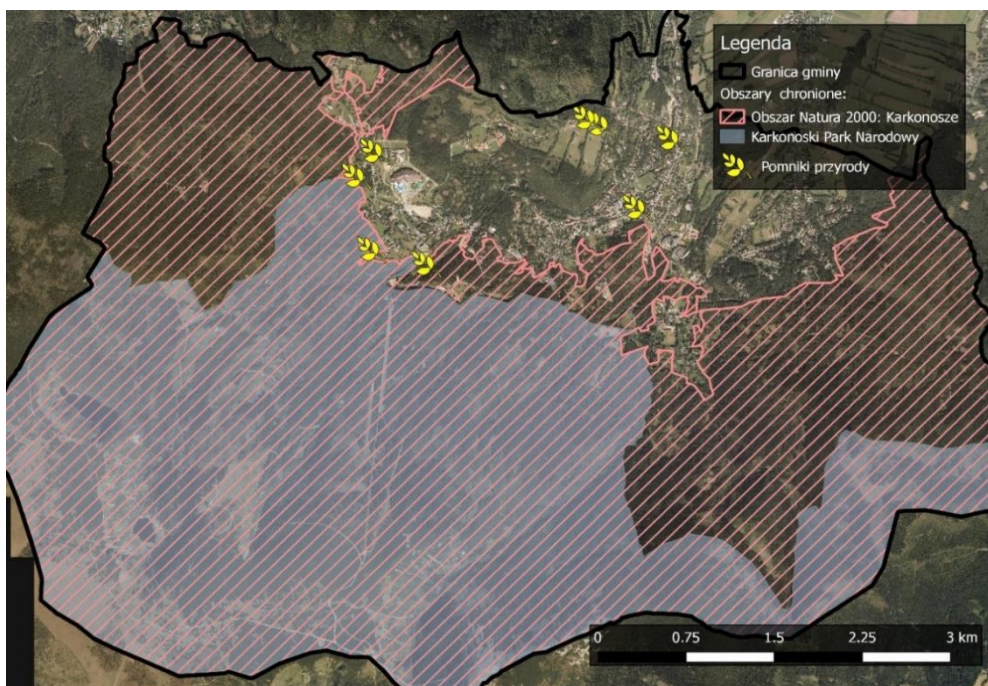 Legenda
Granica gminy
Obszary chronione:
Obszar Natura 2000: Karkonosze
Karkonoski Park Narodowy
Pomniki przyrody
0 0.75 1.5 2.25 3 km